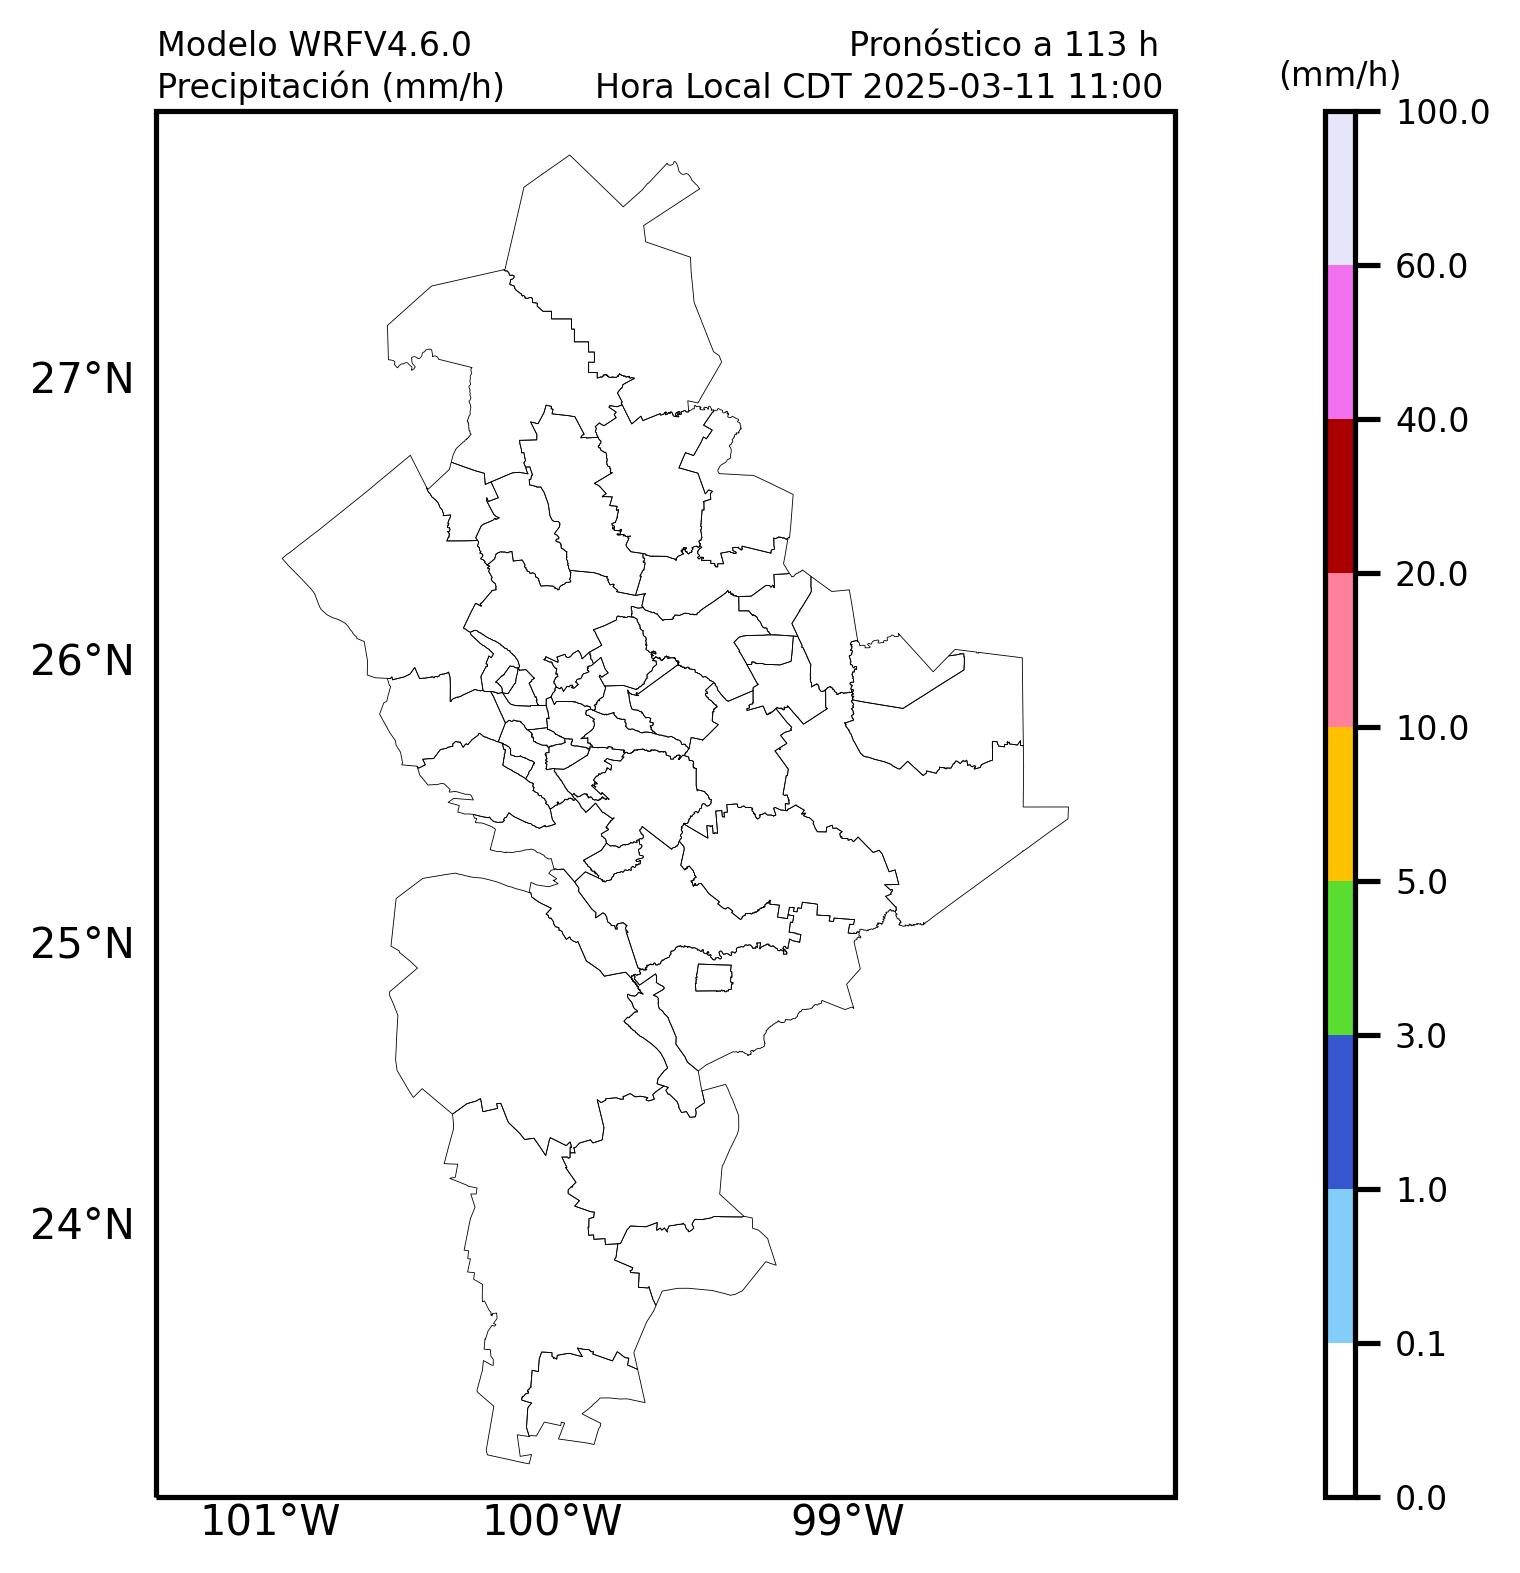 Modelo WRFV4.6.0 Pronóstico a 113 h
Precipitación (mm/h) Hora Local CDT 2025-03-11 11:00
(mm/h)
100.0
60.0
40.0
20.0
10.0
5.0
3.0
1.0
0.1
0.0
27°N
26°N
25°N
24°N
101°W 100°W 99°W